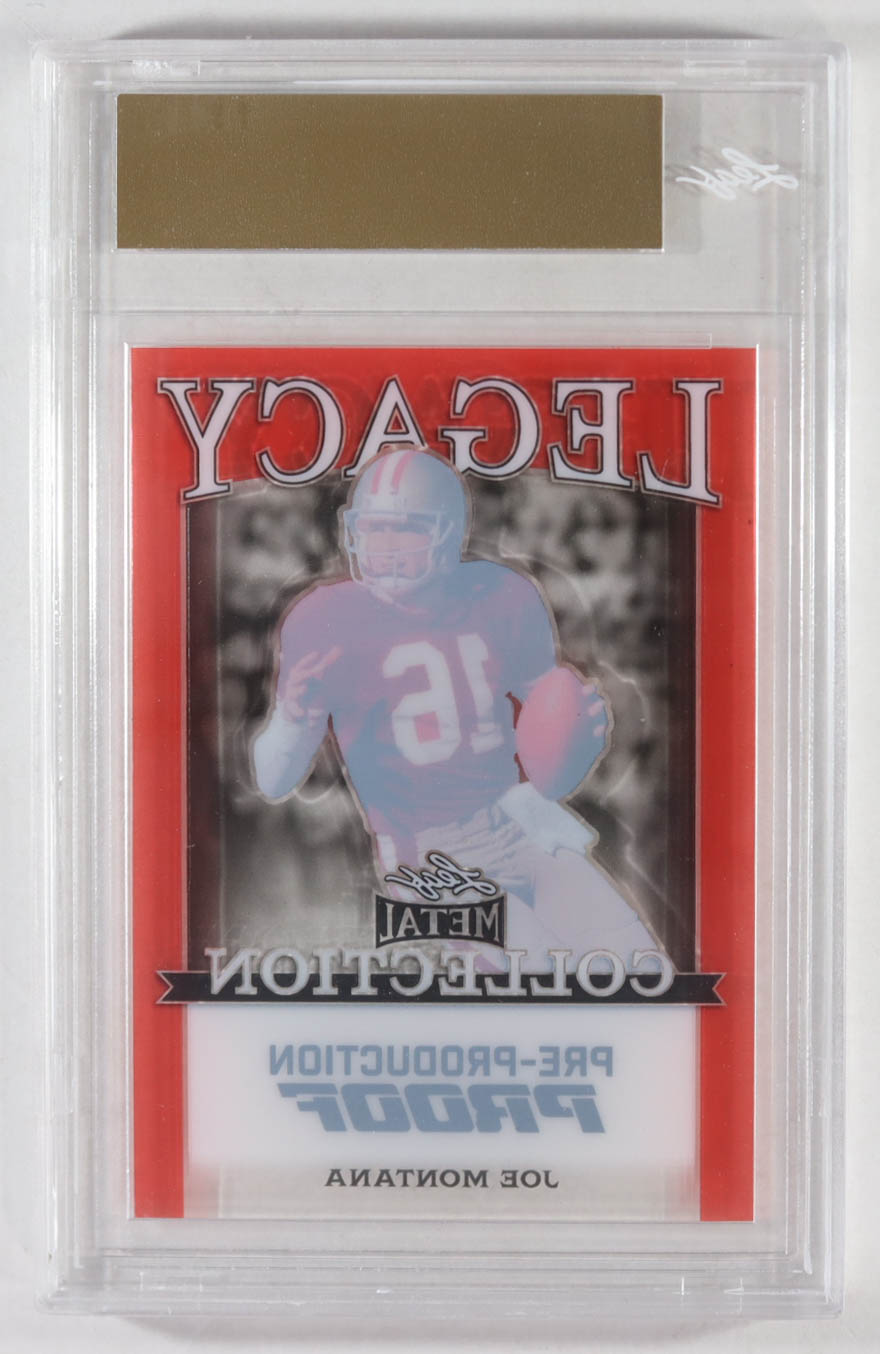 Leaf
LEGACY
16
Leaf
METAL
COLLECTION
PRE-PRODUCTION
PROOF
JOE MONTANA